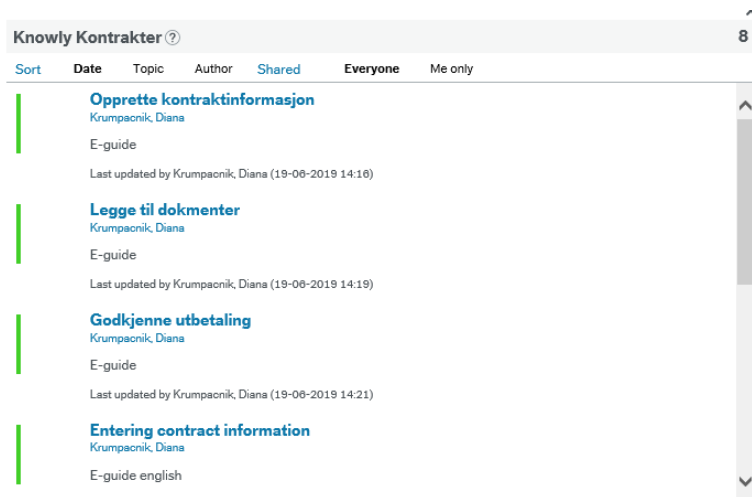 Knowly Kontrakter ? 8
Sort Date Topic Author Shared Everyone Me only
Opprette kontraktinformasjon
Krumpacnik, Diana
E-guide
Last updated by Krumpacnik, Diana (19-06-2019 14:16)
Legge til dokmenter
Krumpacnik, Diana
E-guide
Last updated by Krumpacnik, Diana (19-06-2019 14:19)
Godkjenne utbetaling
Krumpacnik, Diana
E-guide
Last updated by Krumpacnik, Diana (19-06-2019 14:21)
Entering contract information
Krumpacnik, Diana
E-guide english